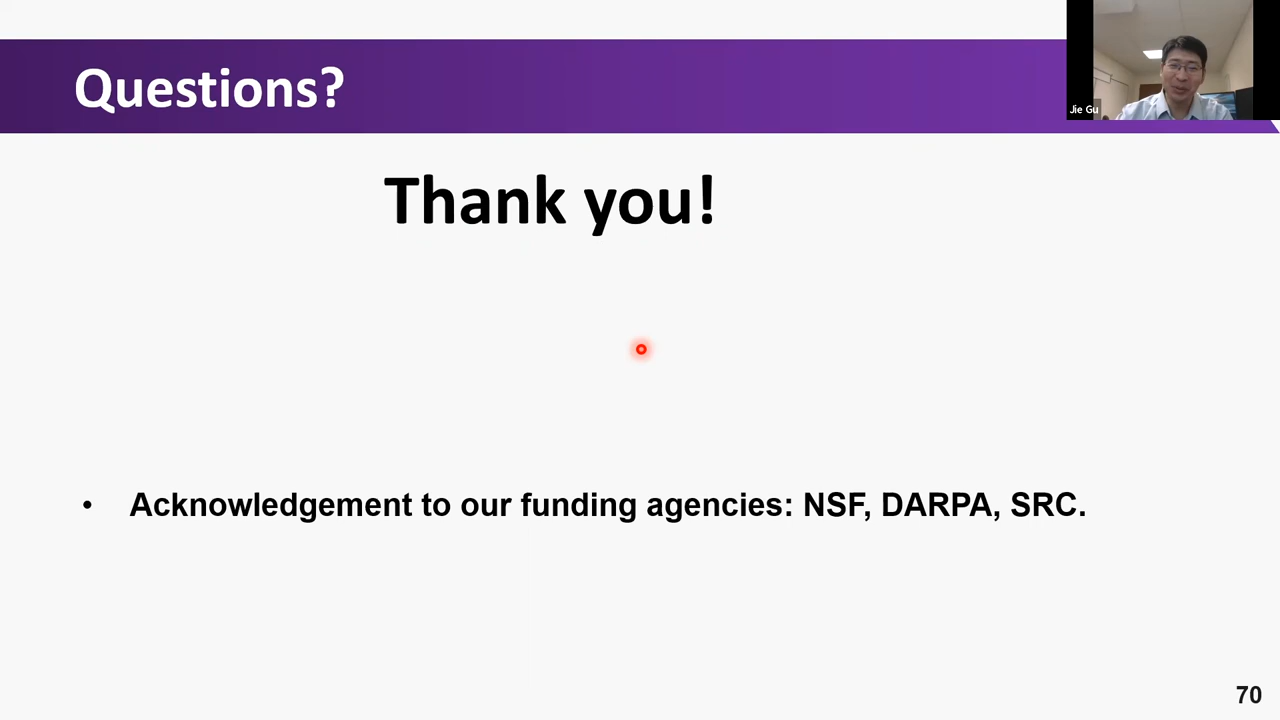 Questions?
Jie Gu
Thank you!
• Acknowledgement to our funding agencies: NSF, DARPA, SRC.
70